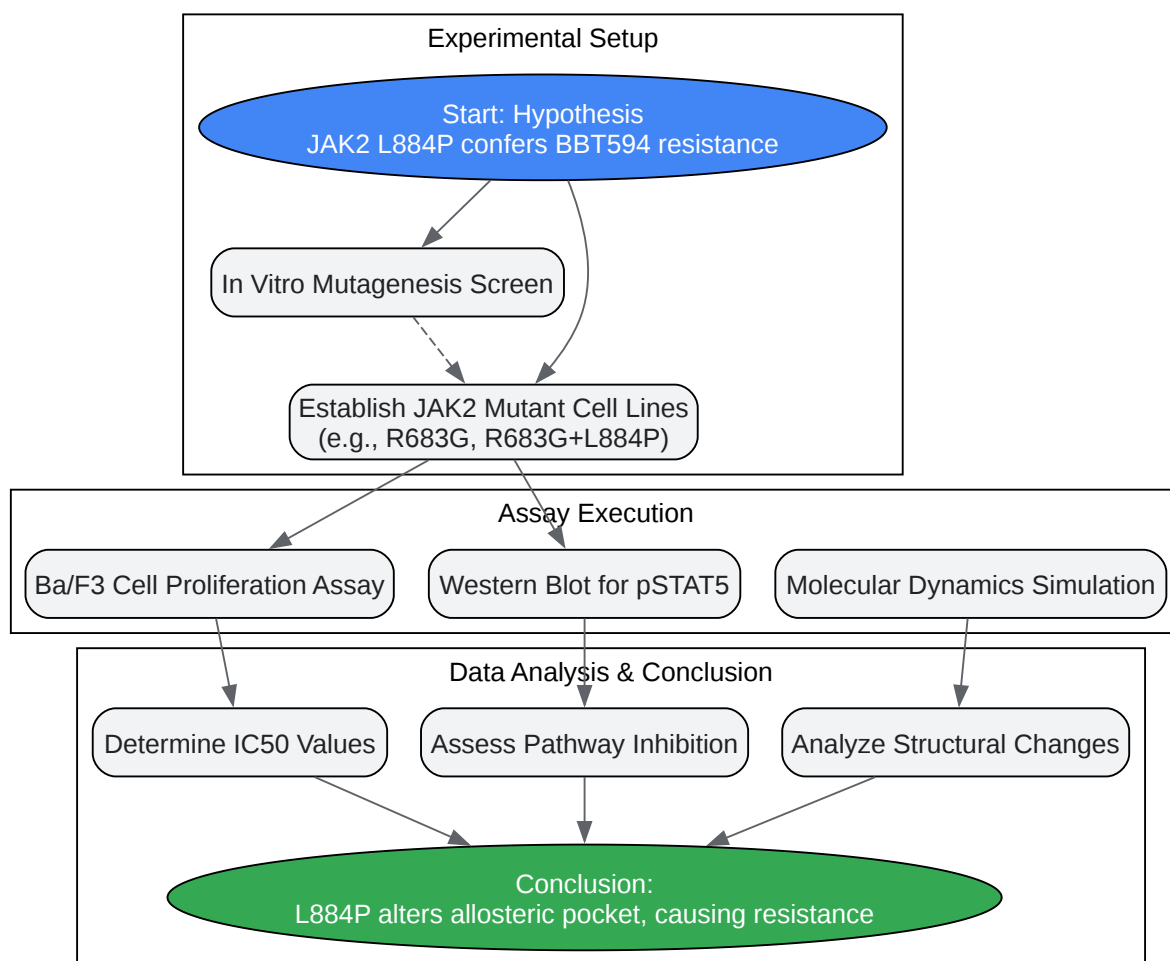 Experimental Setup
Start: Hypothesis
JAK2 L884P confers BBT594 resistance
In Vitro Mutagenesis Screen
Establish JAK2 Mutant Cell Lines
(e.g., R683G, R683G+L884P)
Assay Execution
Ba/F3 Cell Proliferation Assay
Western Blot for pSTAT5
Molecular Dynamics Simulation
Data Analysis & Conclusion
Determine IC50 Values
Assess Pathway Inhibition
Analyze Structural Changes
Conclusion:
L884P alters allosteric pocket, causing resistance